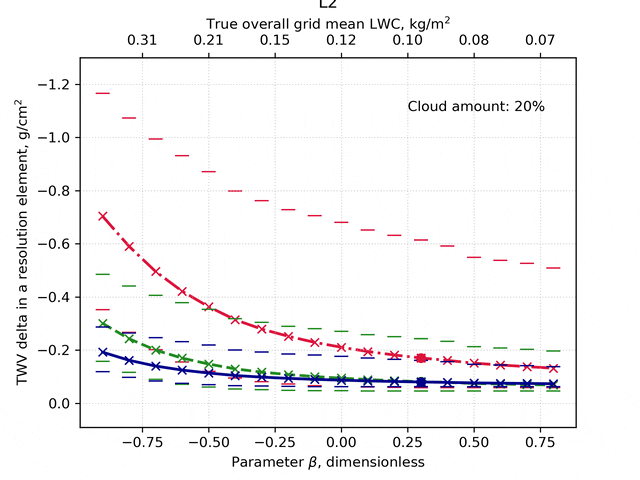 L2
True overall grid mean LWC, kg/m²
0.31 0.21 0.15 0.12 0.10 0.08 0.07
Cloud amount: 20%
TWV delta in a resolution element, g/cm²
−1.2
−1.0
−0.8
−0.6
−0.4
−0.2
0.0
−0.75 −0.50 −0.25 0.00 0.25 0.50 0.75
Parameter β, dimensionless